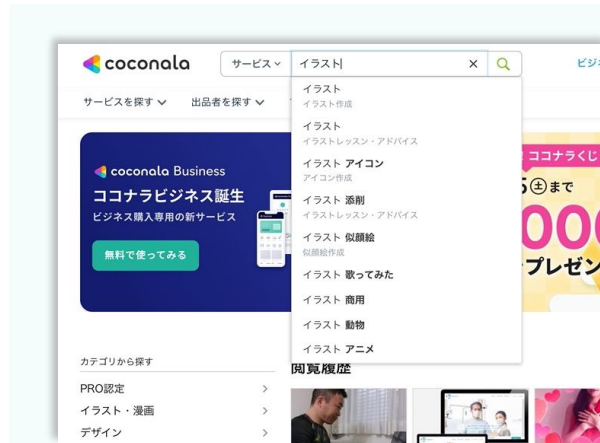 coconala
サービス
イラスト
ビジ
サービスを探す
出品者を探す
イラスト
イラスト作成
イラスト
イラストレッスン・アドバイス
イラスト アイコン
アイコン作成
イラスト 添削
イラストレッスン・アドバイス
イラスト 似顔絵
似顔絵作成
イラスト 歌ってみた
イラスト 商用
イラスト 動物
イラスト アニメ
coconala Business
ココナラビジネス誕生
ビジネス購入専用の新サービス
無料で使ってみる
ココナラくじ
(土)まで
プレゼン
カテゴリから探す
PRO認定
イラスト・漫画
デザイン
閲覧履歴